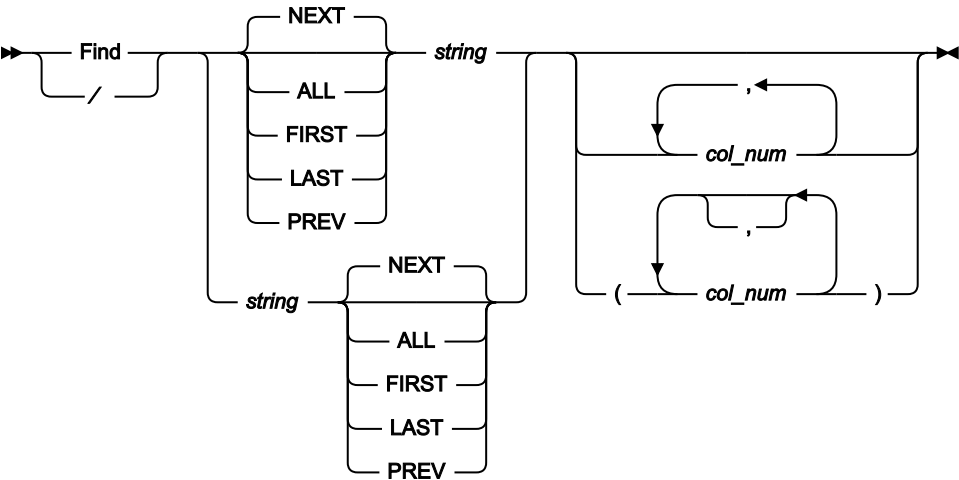 NEXT
Find
string
/
ALL
,
FIRST
col_num
LAST
PREV
,
NEXT
string
( col_num )
ALL
FIRST
LAST
PREV